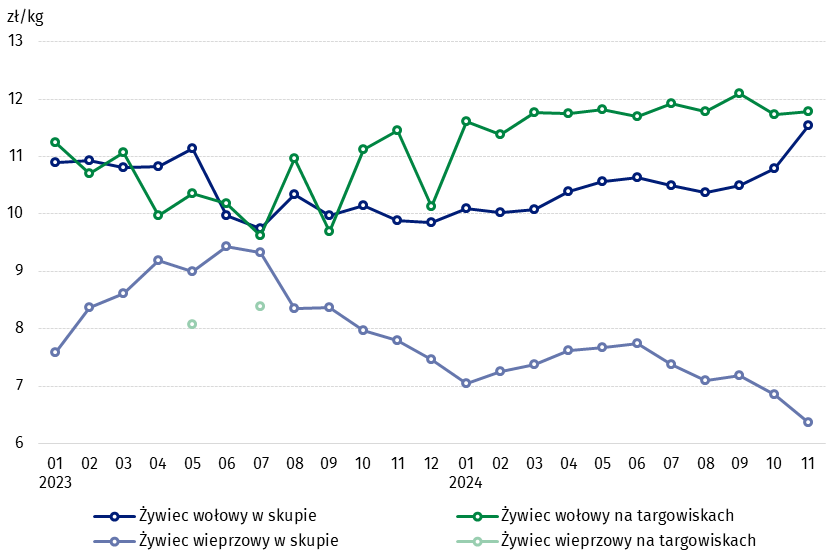 zł/kg
13
12
11
10
9
8
7
6
01 02 03 04 05 06 07 08 09 10 11 12 01 02 03 04 05 06 07 08 09 10 11
2023 2024
Żywiec wołowy w skupie Żywiec wołowy na targowiskach
Żywiec wieprzowy w skupie Żywiec wieprzowy na targowiskach